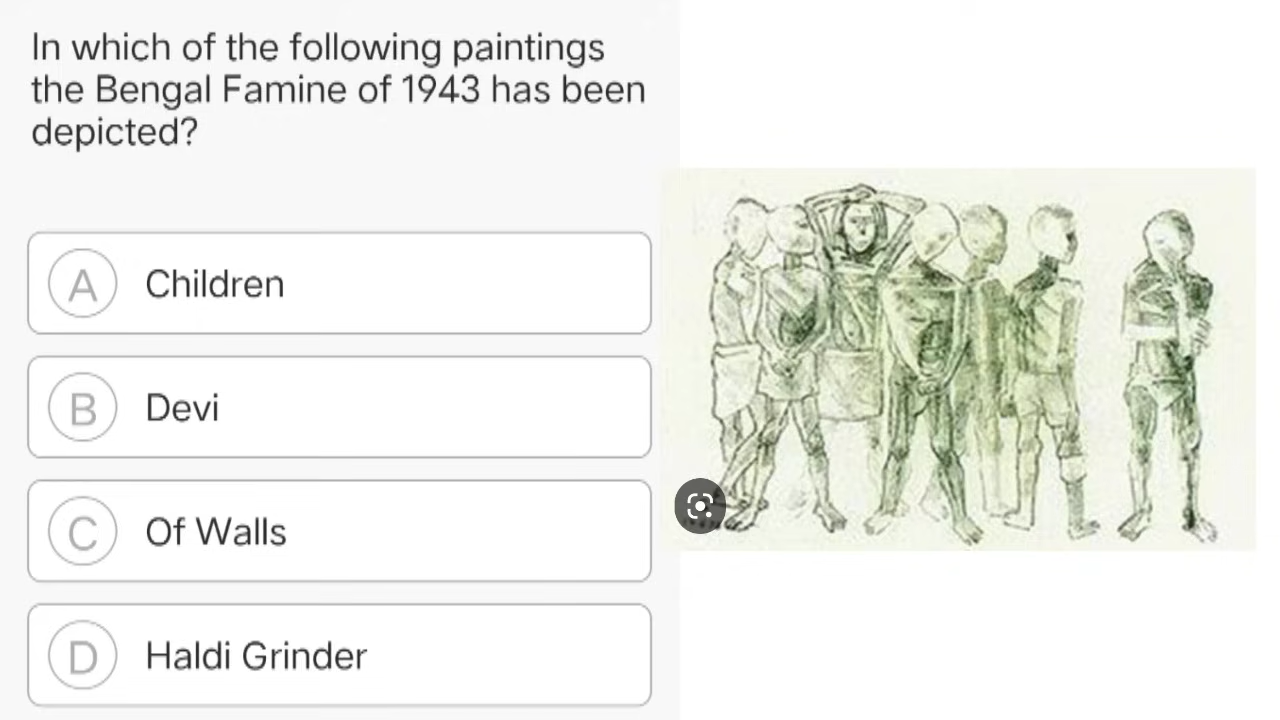 In which of the following paintings
the Bengal Famine of 1943 has been
depicted?
A Children
B Devi
C Of Walls
D Haldi Grinder